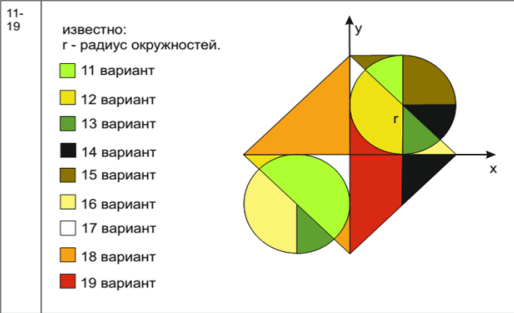 11-
19
известно:
r - радиус окружностей.
11 вариант
12 вариант
13 вариант
14 вариант
15 вариант
16 вариант
17 вариант
18 вариант
19 вариант
y
r
x